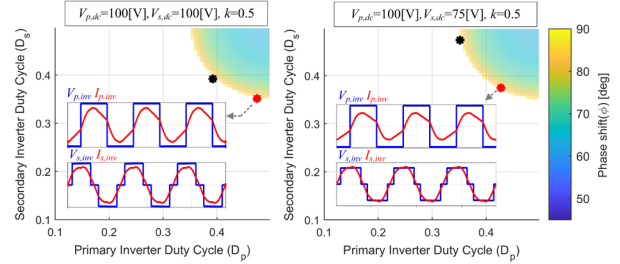 V_p,dc=100[V],V_s,dc=100[V], k=0.5
V_p,dc=100[V],V_s,dc=75[V], k=0.5
Secondary Inverter Duty Cycle (D_s)
0.4
0.3
0.2
0.1
V_p,inv I_p,inv
V_s,inv I_s,inv
0.1
0.2
0.3
0.4
Primary Inverter Duty Cycle (D_p)
Secondary Inverter Duty Cycle (D_s)
0.4
0.3
0.2
0.1
V_p,inv I_p,inv
V_s,inv I_s,inv
0.1
0.2
0.3
0.4
Primary Inverter Duty Cycle (D_p)
90
80
70
60
50
Phase shift(ϕ) [deg]